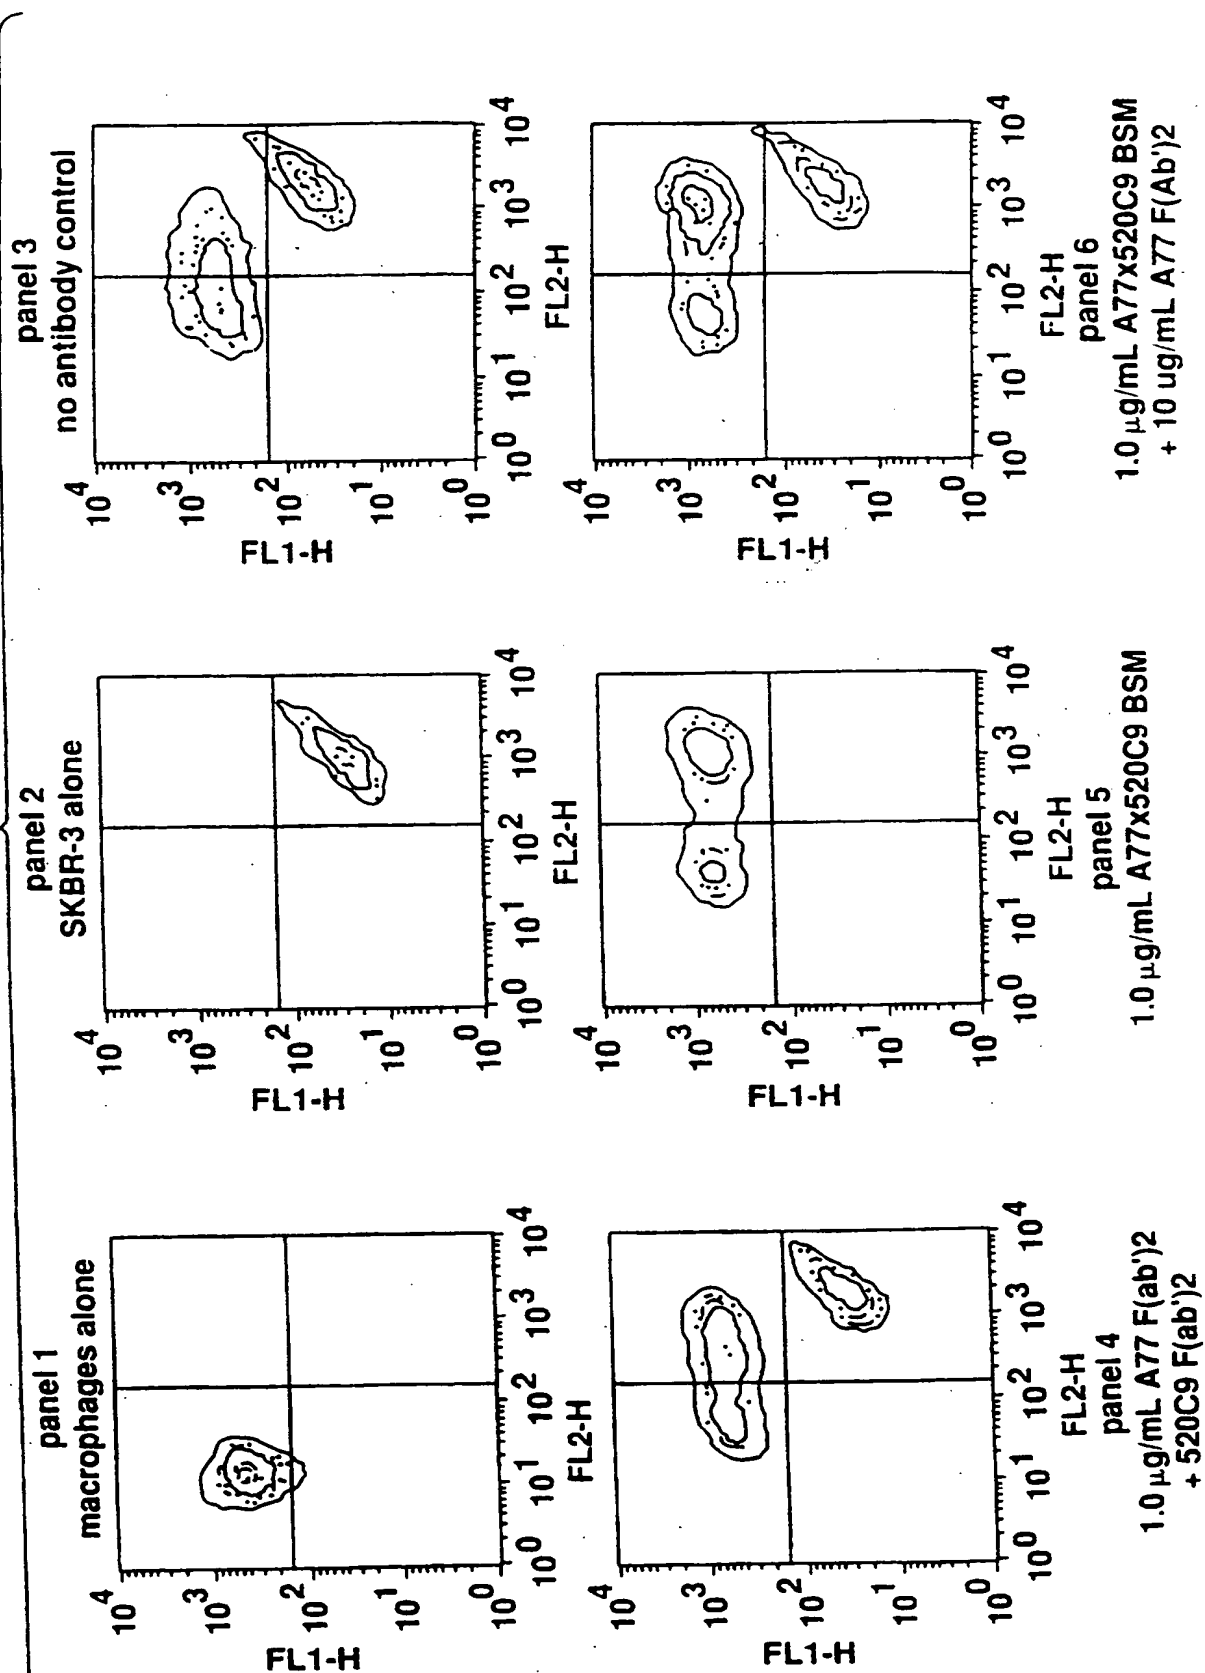 panel 1
macrophages alone
FL1-H
10^4
10^3
10^2
10^1
10^0
10^0 10^1 10^2 10^3 10^4
FL2-H
panel 2
SKBR-3 alone
FL1-H
10^4
10^3
10^2
10^1
10^0
10^0 10^1 10^2 10^3 10^4
FL2-H
panel 3
no antibody control
FL1-H
10^4
10^3
10^2
10^1
10^0
10^0 10^1 10^2 10^3 10^4
FL2-H
FL1-H
10^4
10^3
10^2
10^1
10^0
10^0 10^1 10^2 10^3 10^4
FL2-H
panel 4
1.0 µg/mL A77 F(ab')2
+ 520C9 F(ab')2
FL1-H
10^4
10^3
10^2
10^1
10^0
10^0 10^1 10^2 10^3 10^4
FL2-H
panel 5
1.0 µg/mL A77x520C9 BSM
FL1-H
10^4
10^3
10^2
10^1
10^0
10^0 10^1 10^2 10^3 10^4
FL2-H
panel 6
1.0 µg/mL A77x520C9 BSM
+ 10 ug/mL A77 F(Ab')2